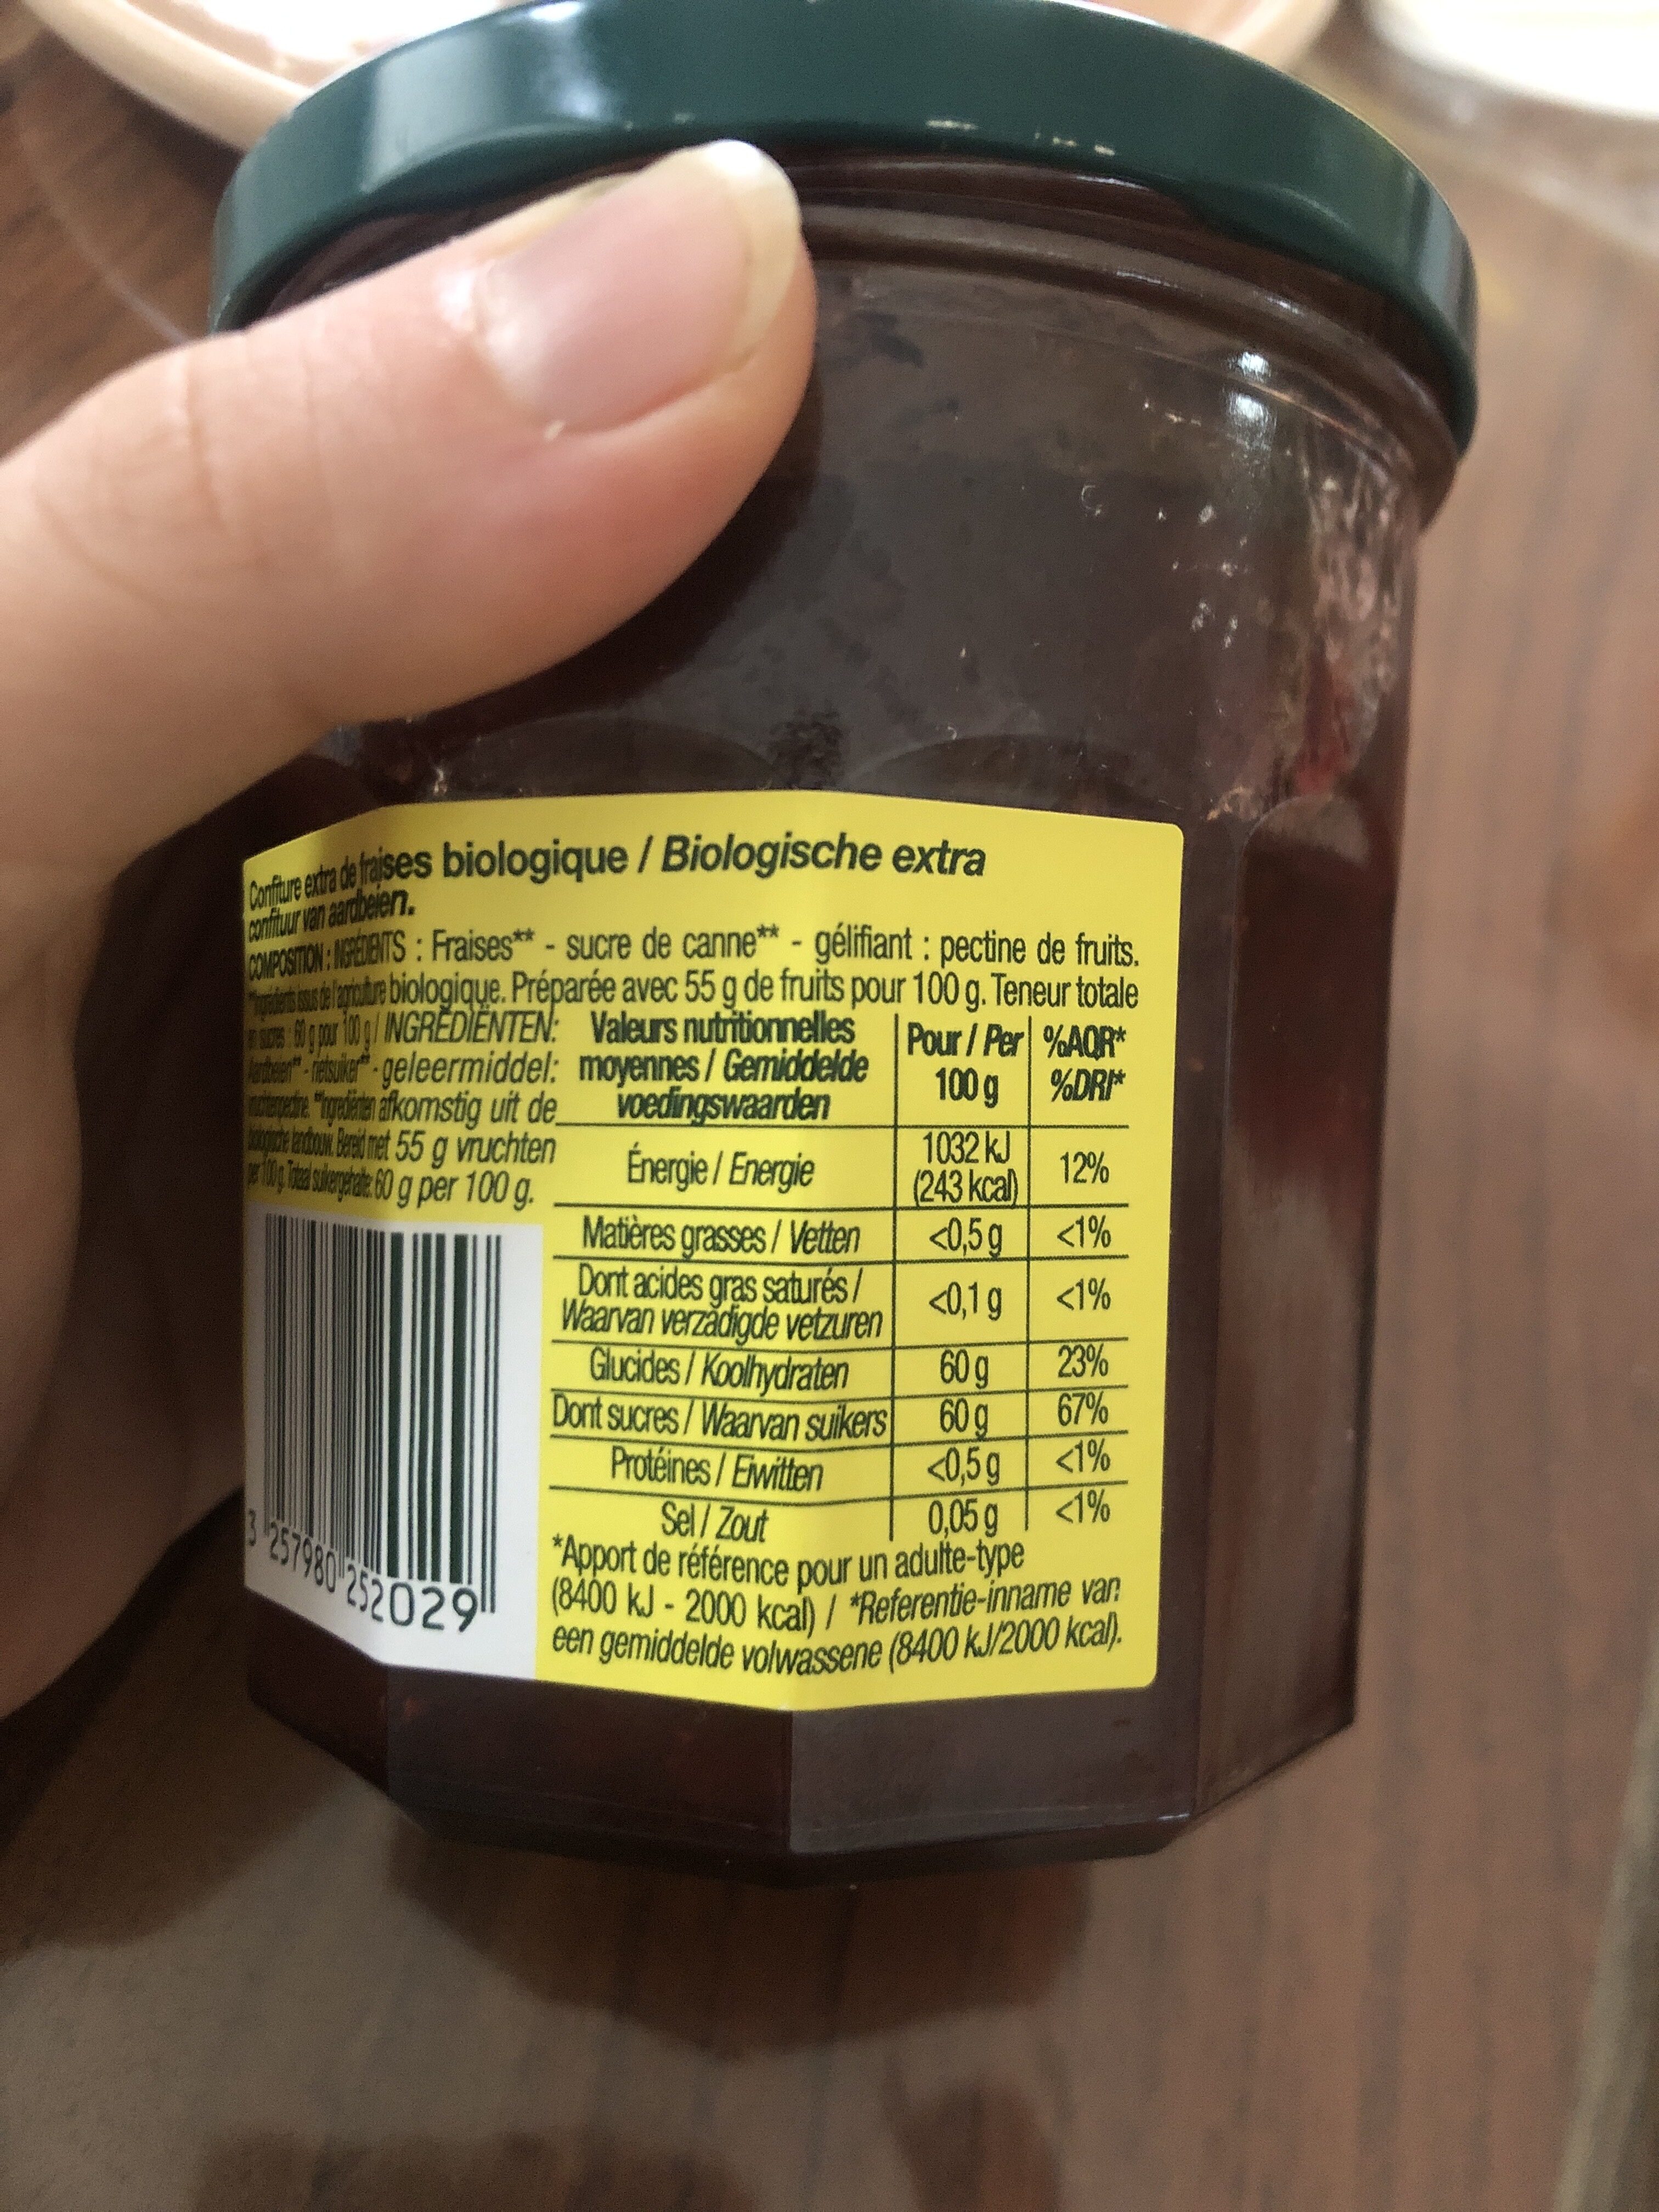 Confiture extra de fraises biologique / Biologische extra
confituur van aardbeien.
COMPOSITION : INGRÉDIENTS : Fraises** - sucre de canne** - gélifiant : pectine de fruits.
**Ingrédients issus de l'agriculture biologique. Préparée avec 55 g de fruits pour 100 g. Teneur totale
en sucres : 60 g pour 100 g / INGREDIËNTEN:
Aardbeien** - rietsuiker** - geleermiddel:
vruchtenpectine. **Ingrediënten afkomstig uit de
biologische landbouw. Bereid met 55 g vruchten
per 100 g. Totaal suikergehalte: 60 g per 100 g.
Valeurs nutritionnelles
moyennes / Gemiddelde
voedingswaarden
Pour / Per
100 g
%AQR*
%DRI*
Énergie / Energie
1032 kJ
(243 kcal)
12%
Matières grasses / Vetten <0,5 g <1%
Dont acides gras saturés /
Waarvan verzadigde vetzuren
<0,1 g <1%
Glucides / Koolhydraten 60 g 23%
Dont sucres / Waarvan suikers 60 g 67%
Protéines / Eiwitten <0,5 g <1%
Sel / Zout 0,05 g <1%
*Apport de référence pour un adulte-type
(8400 kJ - 2000 kcal) / *Referentie-inname van
een gemiddelde volwassene (8400 kJ/2000 kcal).
3 257980 252029